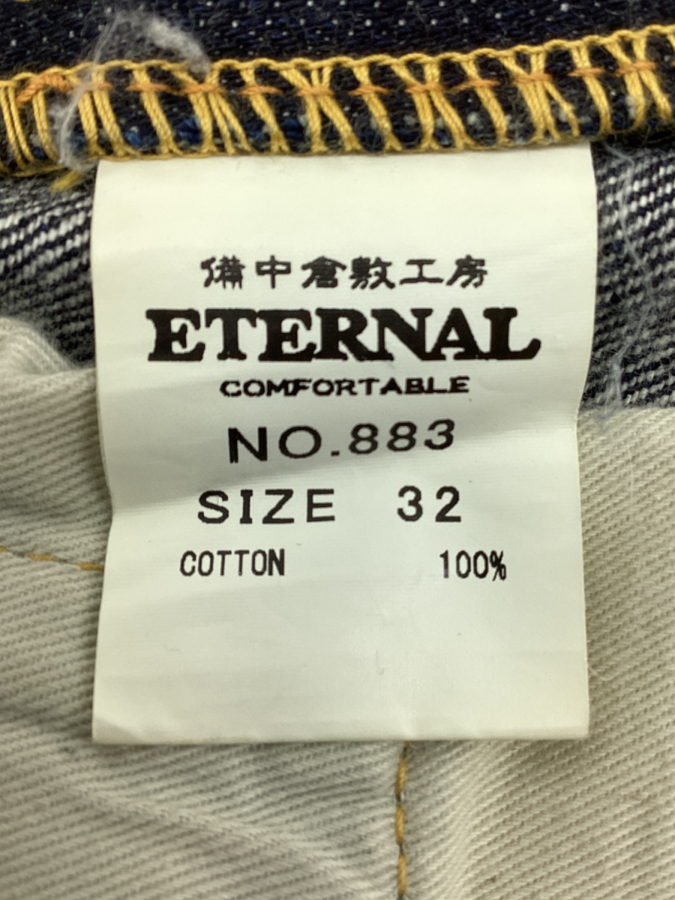 備中倉敷工房
ETERNAL
COMFORTABLE
NO.883
SIZE 32
COTTON 100%